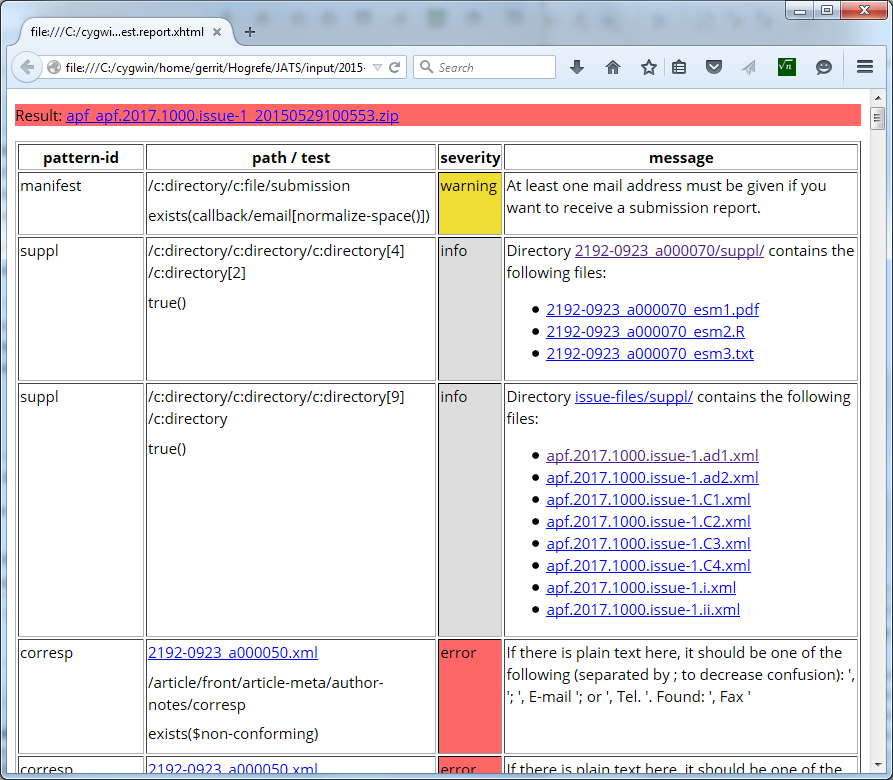 file:///C:/cygwi...est.report.xhtml
file:///C:/cygwin/home/gerrit/Hogrefe/JATS/input/2015-
Search
Result: apf_apf.2017.1000.issue-1_20150529100553.zip
pattern-id path / test severity message
manifest /c:directory/c:file/submission warning At least one mail address must be given if you
exists(callback/email[normalize-space()]) want to receive a submission report.
suppl /c:directory/c:directory/c:directory[4] info Directory 2192-0923_a000070/suppl/ contains the
/c:directory[2] following files:
true()
2192-0923_a000070_esm1.pdf
2192-0923_a000070_esm2.R
2192-0923_a000070_esm3.txt
suppl /c:directory/c:directory/c:directory[9] info Directory issue-files/suppl/ contains the following
/c:directory files:
true()
apf.2017.1000.issue-1.ad1.xml
apf.2017.1000.issue-1.ad2.xml
apf.2017.1000.issue-1.C1.xml
apf.2017.1000.issue-1.C2.xml
apf.2017.1000.issue-1.C3.xml
apf.2017.1000.issue-1.C4.xml
apf.2017.1000.issue-1.i.xml
apf.2017.1000.issue-1.ii.xml
corresp 2192-0923_a000050.xml error If there is plain text here, it should be one of the
following (separated by ; to decrease confusion): ',
/article/front/article-meta/author- '; ', E-mail '; or ', Tel. '. Found: ', Fax '
notes/corresp
exists($non-conforming)
corresp 2192-0923_a000050.xml error If there is plain text here, it should be one of the